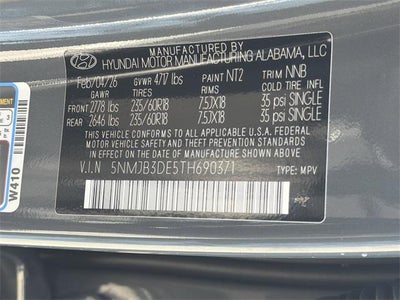 HYUNDAI MOTOR MANUFACTURING ALABAMA, LLC
Feb/04/26 GVWR 4717 lbs PAINT NT2 TRIM NNB
GAWR TIRES RIMS COLD TIRE INFL
FRONT 2778 lbs 235/60R18 7.5JX18 35 psi SINGLE
REAR 2646 lbs 235/60R18 7.5JX18 35 psi SINGLE
THIS VEHICLE CONFORMS TO ALL APPLICABLE U.S.A FEDERAL
MOTOR VEHICLE SAFETY, BUMPER, AND THEFT PREVENTION
STANDARDS IN EFFECT ON THE DATE OF MANUFACTURE SHOWN ABOVE.
V.I.N 5NMJB3DE5TH690371 TYPE: MPV
W410